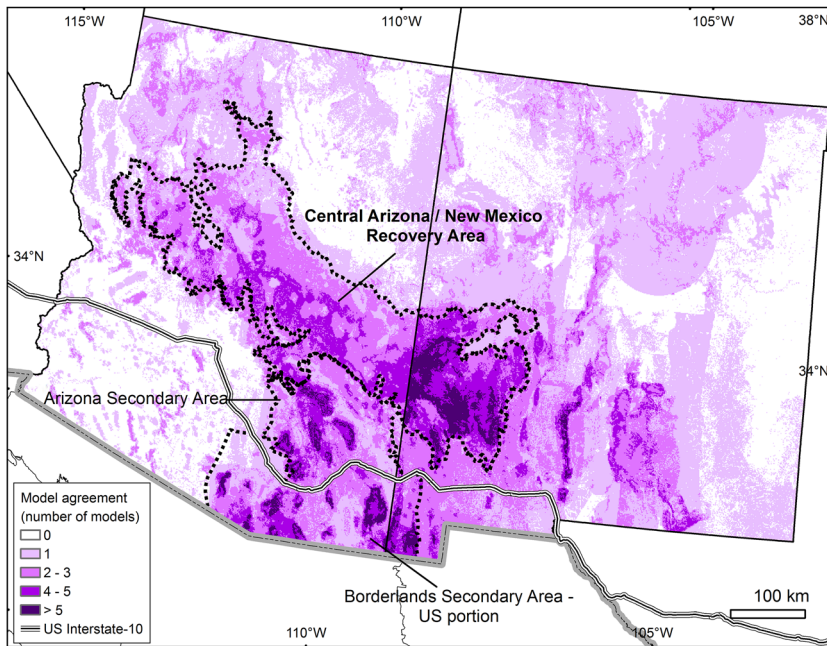 115°W
110°W
105°W
38°N
Central Arizona / New Mexico
Recovery Area
34°N
34°N
Arizona Secondary Area
Model agreement
(number of models)
0
1
2 - 3
4 - 5
> 5
US Interstate-10
Borderlands Secondary Area -
US portion
100 km
110°W
105°W